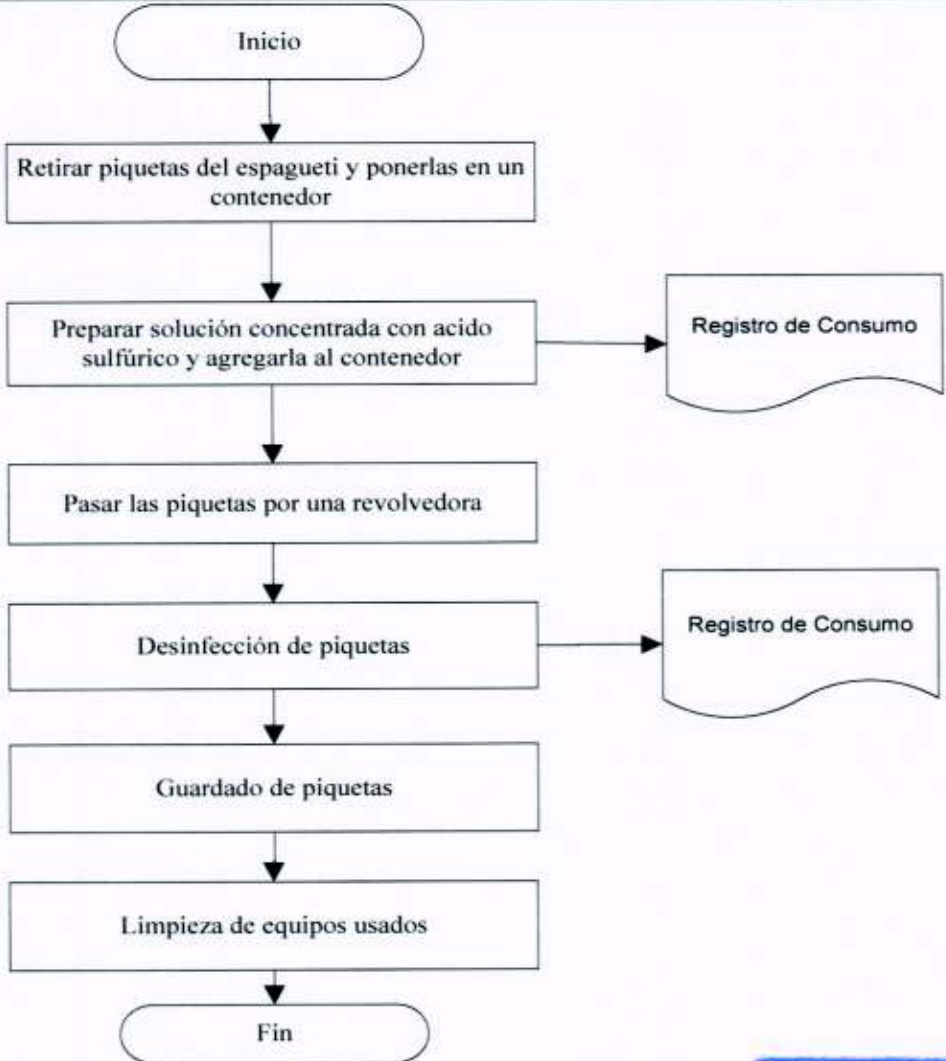 Inicio
Retirar piquetas del espagueti y ponerlas en un
contenedor
Preparar solución concentrada con acido
sulfúrico y agregarla al contenedor
Registro de Consumo
Pasar las piquetas por una revolvedora
Desinfección de piquetas
Registro de Consumo
Guardado de piquetas
Limpieza de equipos usados
Fin